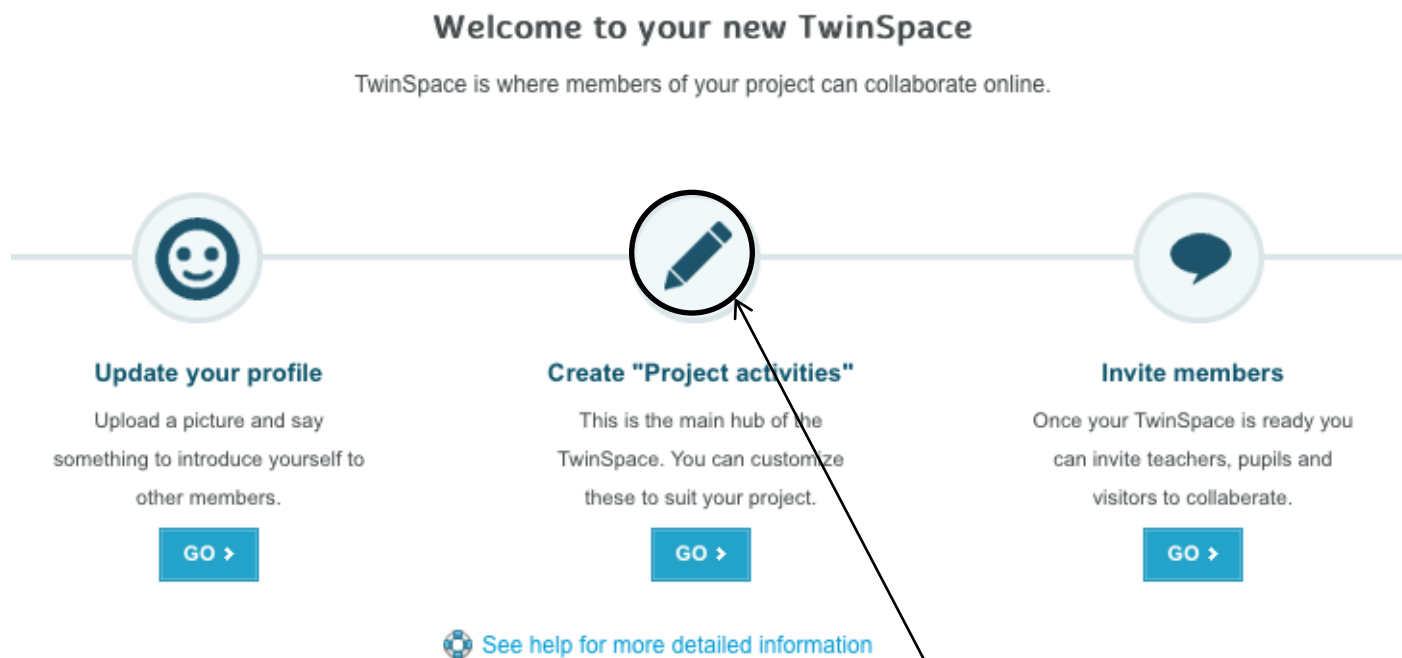 Welcome to your new TwinSpace
TwinSpace is where members of your project can collaborate online.
Update your profile
Upload a picture and say
something to introduce yourself to
other members.
GO >
Create "Project activities"
This is the main hub of the
TwinSpace. You can customize
these to suit your project.
GO >
Invite members
Once your TwinSpace is ready you
can invite teachers, pupils and
visitors to collaberate.
GO >
See help for more detailed information